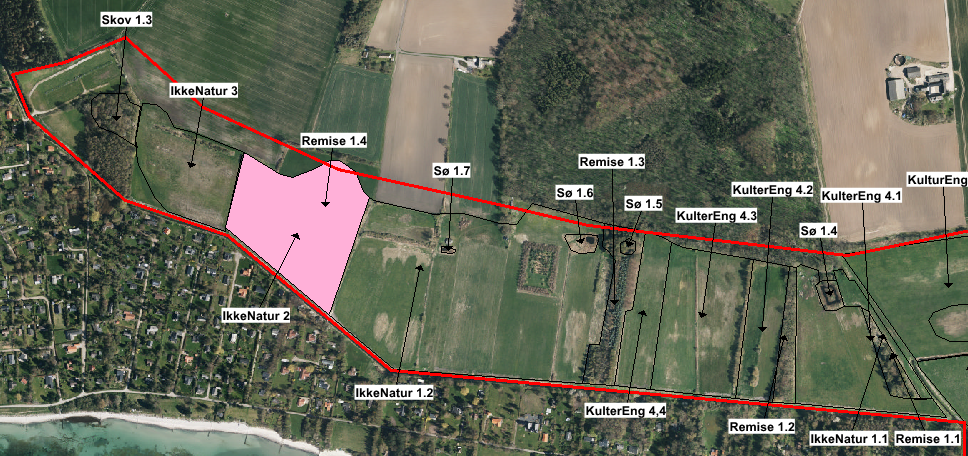 Skov 1.3
IkkeNatur 3
Remise 1.4
Sø 1.7
Remise 1.3
Sø 1.6
Sø 1.5
KulterEng 4.2
KulterEng 4.1
KulturEng
KulterEng 4.3
Sø 1.4
IkkeNatur 2
IkkeNatur 1.2
KulterEng 4,4
Remise 1.2
IkkeNatur 1.1
Remise 1.1